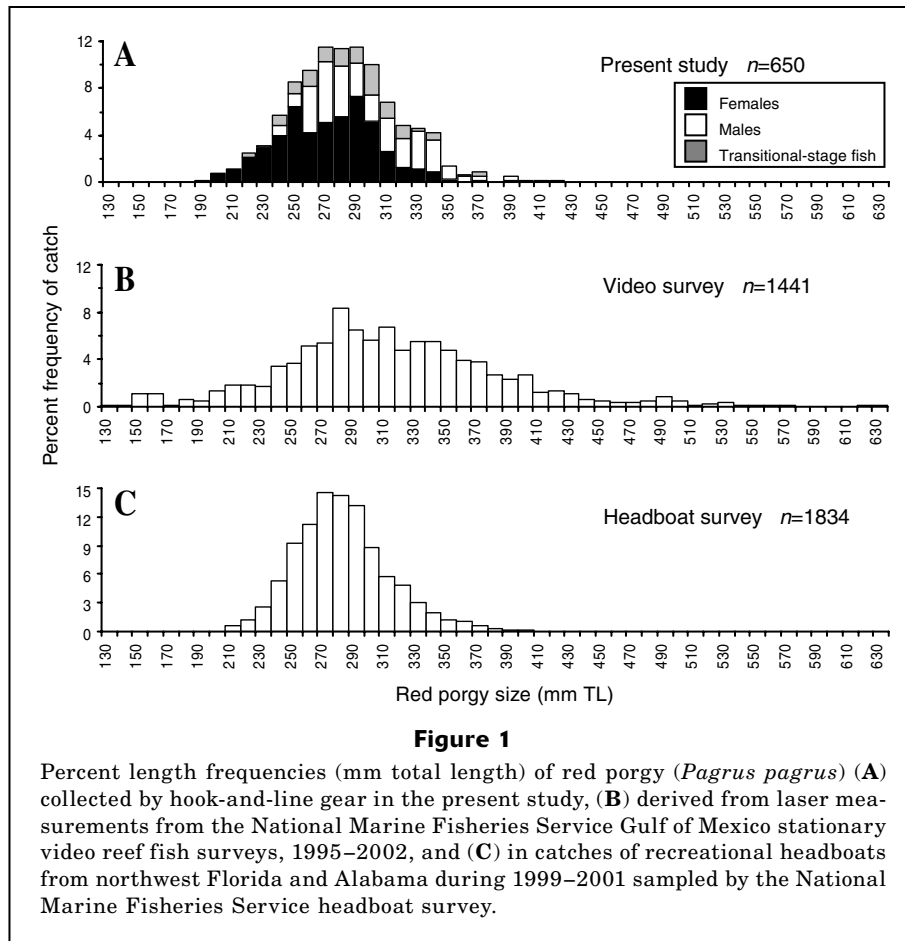 A
Present study n=650
Females
Males
Transitional-stage fish
12
8
4
0
130 150 170 190 210 230 250 270 290 310 330 350 370 390 410 430 450 470 490 510 530 550 570 590 610 630
Percent frequency of catch
B
Video survey n=1441
12
8
4
0
130 150 170 190 210 230 250 270 290 310 330 350 370 390 410 430 450 470 490 510 530 550 570 590 610 630
C
Headboat survey n=1834
15
12
9
6
3
0
130 150 170 190 210 230 250 270 290 310 330 350 370 390 410 430 450 470 490 510 530 550 570 590 610 630
Red porgy size (mm TL)
Figure 1
Percent length frequencies (mm total length) of red porgy (Pagrus pagrus) (A)
collected by hook-and-line gear in the present study, (B) derived from laser mea-
surements from the National Marine Fisheries Service Gulf of Mexico stationary
video reef fish surveys, 1995–2002, and (C) in catches of recreational headboats
from northwest Florida and Alabama during 1999–2001 sampled by the National
Marine Fisheries Service headboat survey.